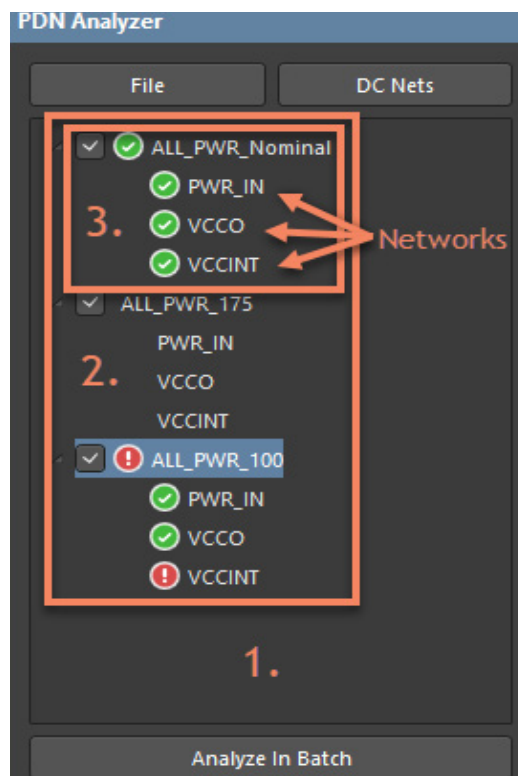 PDN Analyzer
File
DC Nets
ALL_PWR_Nominal
PWR_IN
3.
VCCO
Networks
VCCINT
ALL_PWR_175
PWR_IN
2.
VCCO
VCCINT
ALL_PWR_100
PWR_IN
VCCO
VCCINT
1.
Analyze In Batch